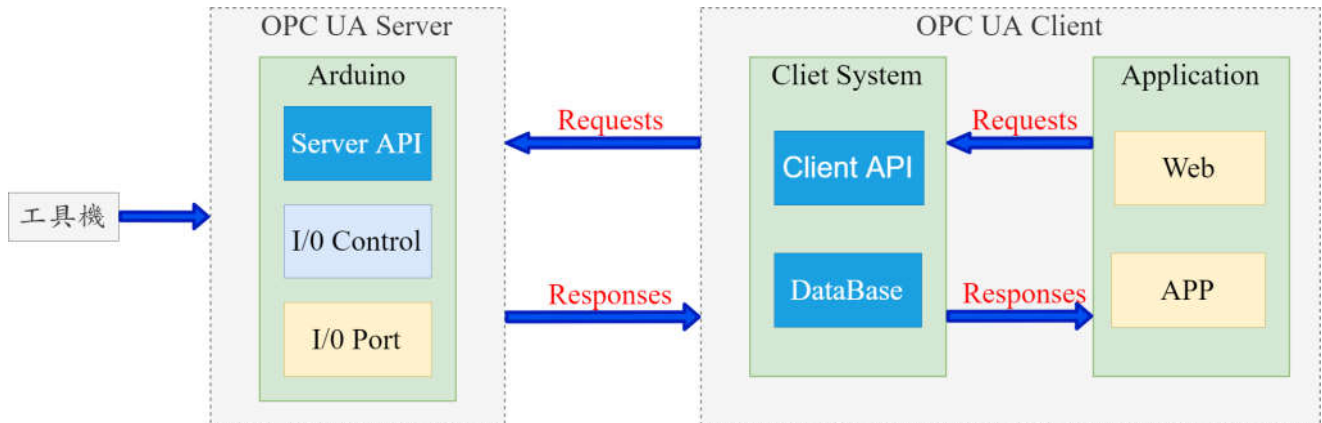 工具機
OPC UA Server
Arduino
Server API
I/0 Control
I/0 Port
Requests
Responses
OPC UA Client
Cliet System
Client API
DataBase
Requests
Responses
Application
Web
APP